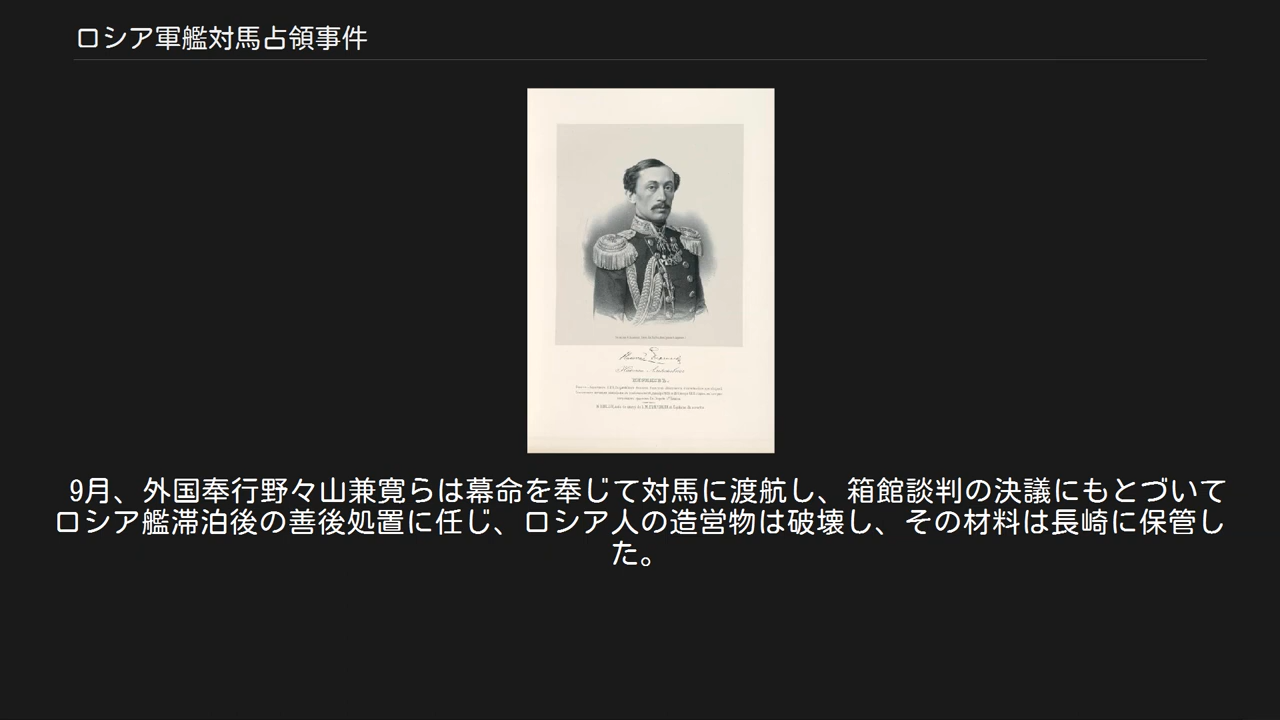 ロシア軍艦対馬占領事件
9月、外国奉行野々山兼寛らは幕命を奉じて対馬に渡航し、箱館談判の決議にもとづいて
ロシア艦滞泊後の善後処置に任じ、ロシア人の造営物は破壊し、その材料は長崎に保管し
た。